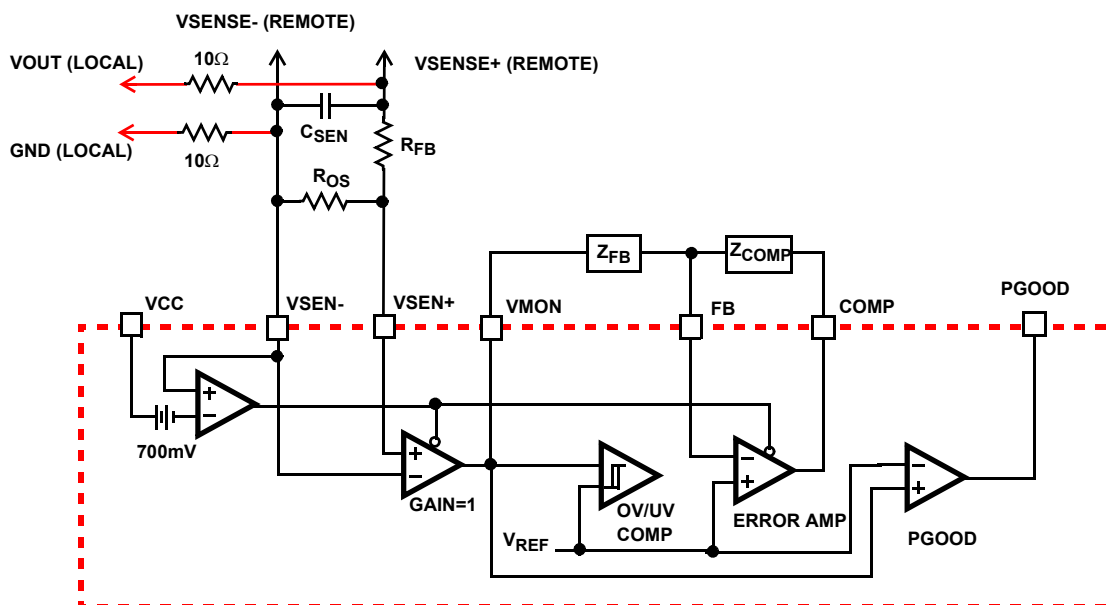 VSENSE- (REMOTE)
10Ω
VOUT (LOCAL)
VSENSE+ (REMOTE)
CSEN
GND (LOCAL)
10Ω
RFB
ROS
ZFB
ZCOMP
VCC
VSEN-
VSEN+
VMON
FB
COMP
PGOOD
+
−
700mV
+
−
GAIN=1
OV/UV
COMP
−
+
ERROR AMP
−
+
PGOOD
VREF